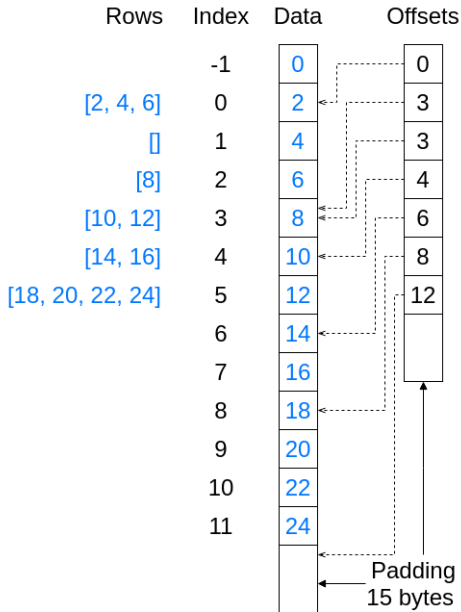 Rows Index Data Offsets
-1 0 0
[2, 4, 6] 0 2 3
[] 1 4 3
[8] 2 6 4
[10, 12] 3 8 6
[14, 16] 4 10 8
[18, 20, 22, 24] 5 12 12
6 14
7 16
8 18
9 20
10 22
11 24
Padding
15 bytes